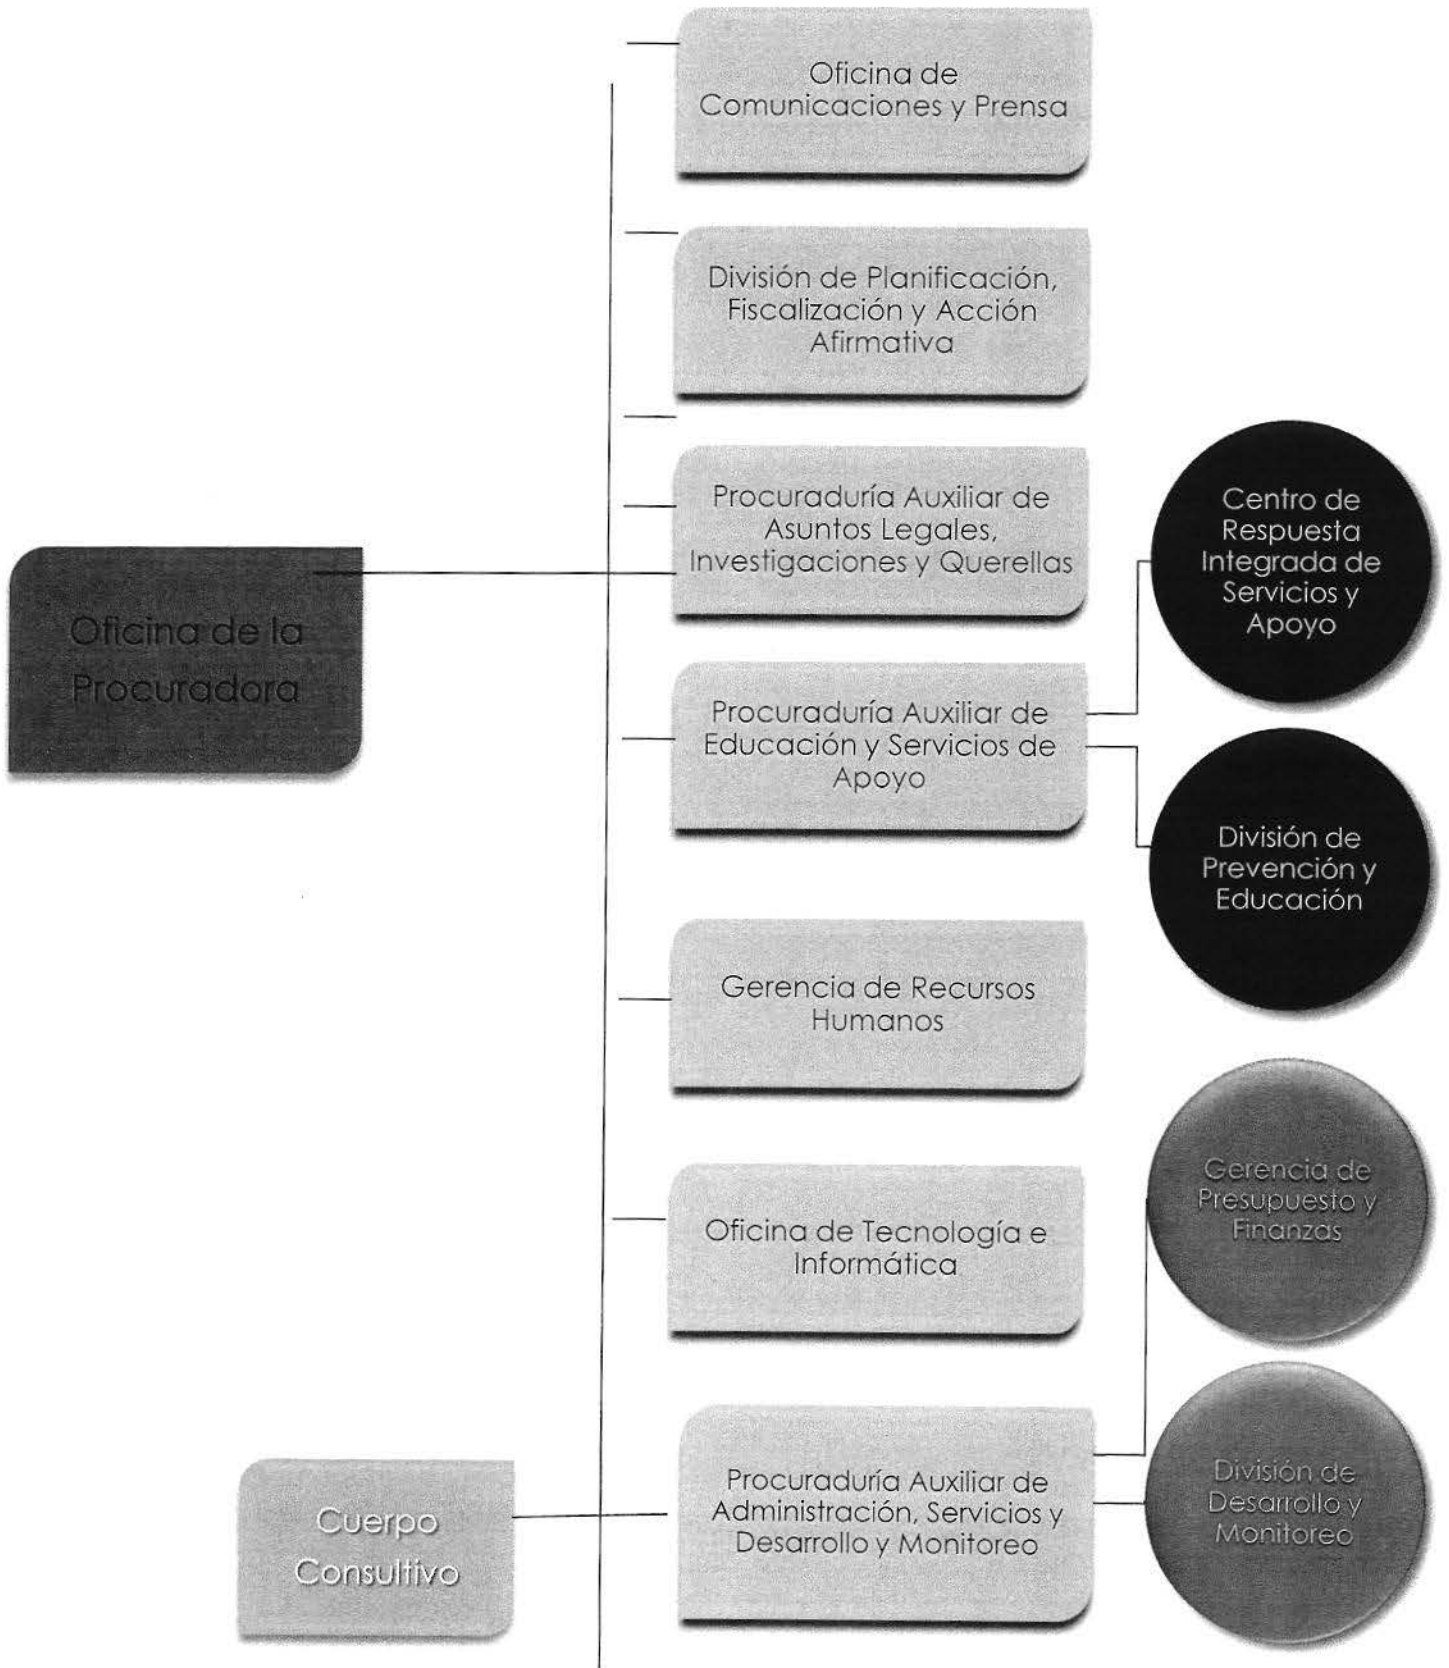 Oficina de
Comunicaciones y Prensa
División de Planificación,
Fiscalización y Acción
Afirmativa
Procuraduría Auxiliar de
Asuntos Legales,
Investigaciones y Querellas
Centro de
Respuesta
Integrada de
Servicios y
Apoyo
Oficina de la
Procuradora
Procuraduría Auxiliar de
Educación y Servicios de
Apoyo
División de
Prevención y
Educación
Gerencia de Recursos
Humanos
Gerencia de
Presupuesto y
Finanzas
Oficina de Tecnología e
Informática
Cuerpo
Consultivo
Procuraduría Auxiliar de
Administración, Servicios y
Desarrollo y Monitoreo
División de
Desarrollo y
Monitoreo